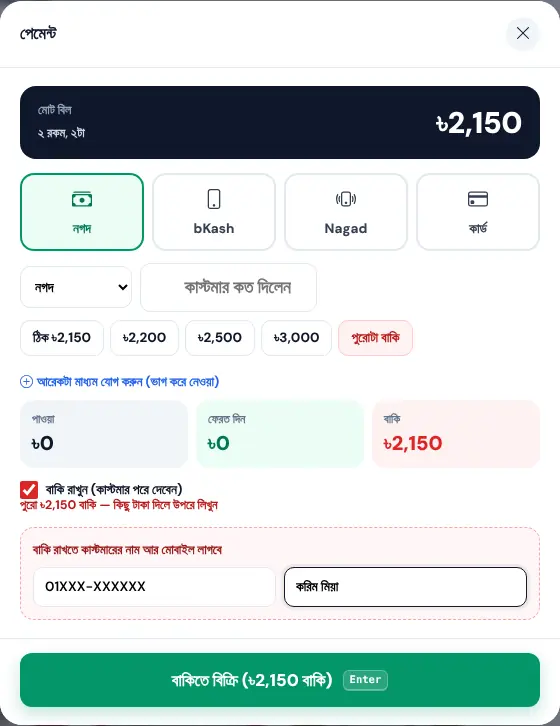 পেমেন্ট
মোট বিল
২ রকম, ২টা
৳2,150
নগদ
bKash
Nagad
কার্ড
নগদ
কাস্টমার কত দিলেন
ঠিক ৳2,150
৳2,200
৳2,500
৳3,000
পুরোটা বাকি
আরেকটা মাধ্যম যোগ করুন (ভাগ করে নেওয়া)
পাওয়া
৳0
ফেরত দিন
৳0
বাকি
৳2,150
বাকি রাখুন (কাস্টমার পরে দেবেন)
পুরো ৳2,150 বাকি — কিছু টাকা দিলে উপরে লিখুন
বাকি রাখতে কাস্টমারের নাম আর মোবাইল লাগবে
01XXX-XXXXXX
করিম মিয়া
বাকিতে বিক্রি (৳2,150 বাকি) Enter